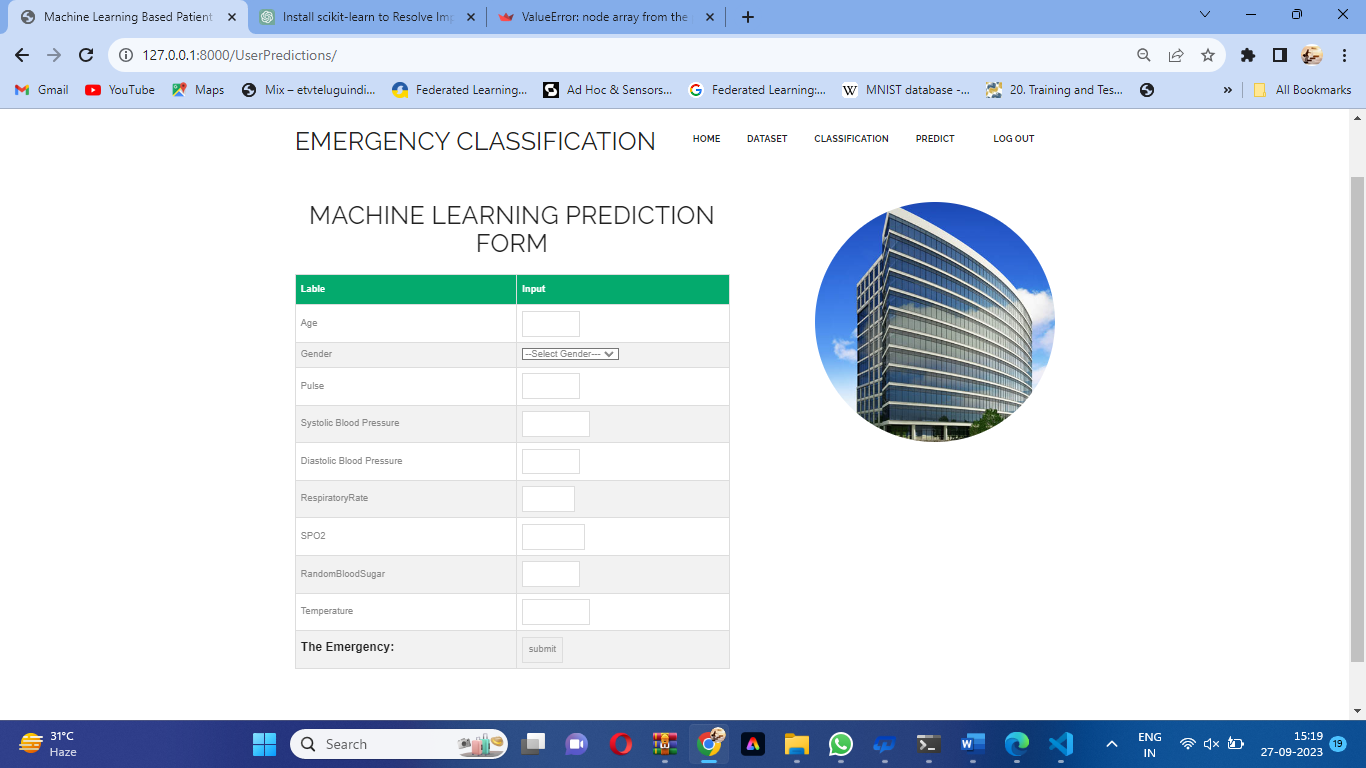 Machine Learning Based Patient
Install scikit-learn to Resolve Imp
ValueError: node array from the
127.0.0.1:8000/UserPredictions/
Gmail
YouTube
Maps
Mix – etvteluguindi...
Federated Learning...
Ad Hoc & Sensors...
Federated Learning:...
W
MNIST database -...
20. Training and Tes...
»
All Bookmarks
EMERGENCY CLASSIFICATION
HOME
DATASET
CLASSIFICATION
PREDICT
LOG OUT
MACHINE LEARNING PREDICTION
FORM
Lable Input
Age
Gender --Select Gender---
Pulse
Systolic Blood Pressure
Diastolic Blood Pressure
RespiratoryRate
SPO2
RandomBloodSugar
Temperature
The Emergency: submit
31°C
Haze
Search
ENG
IN
15:19
27-09-2023
19